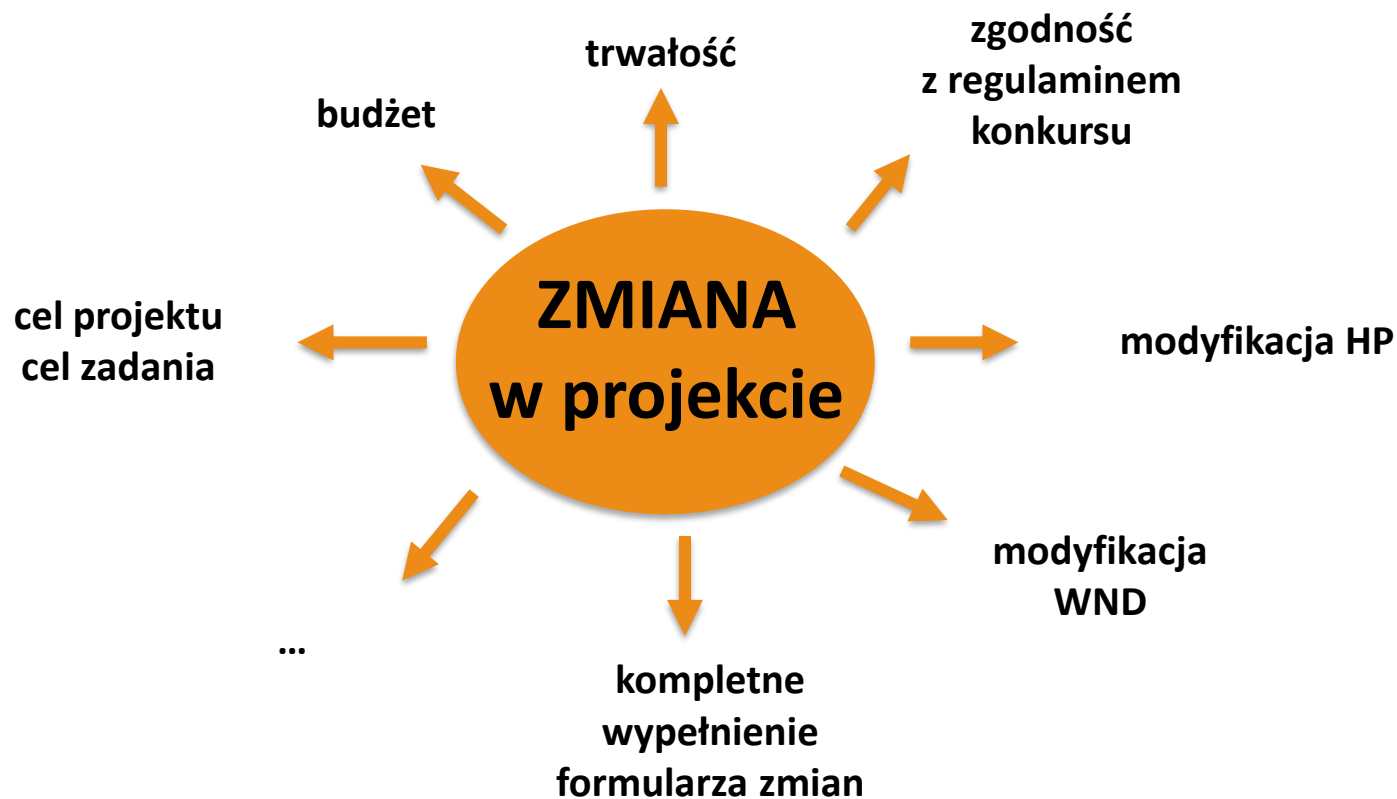 trwałość
zgodność
z regulaminem
konkursu
budżet
ZMIANA
w projekcie
cel projektu
cel zadania
modyfikacja HP
modyfikacja
WND
...
kompletne
wypełnienie
formularza zmian